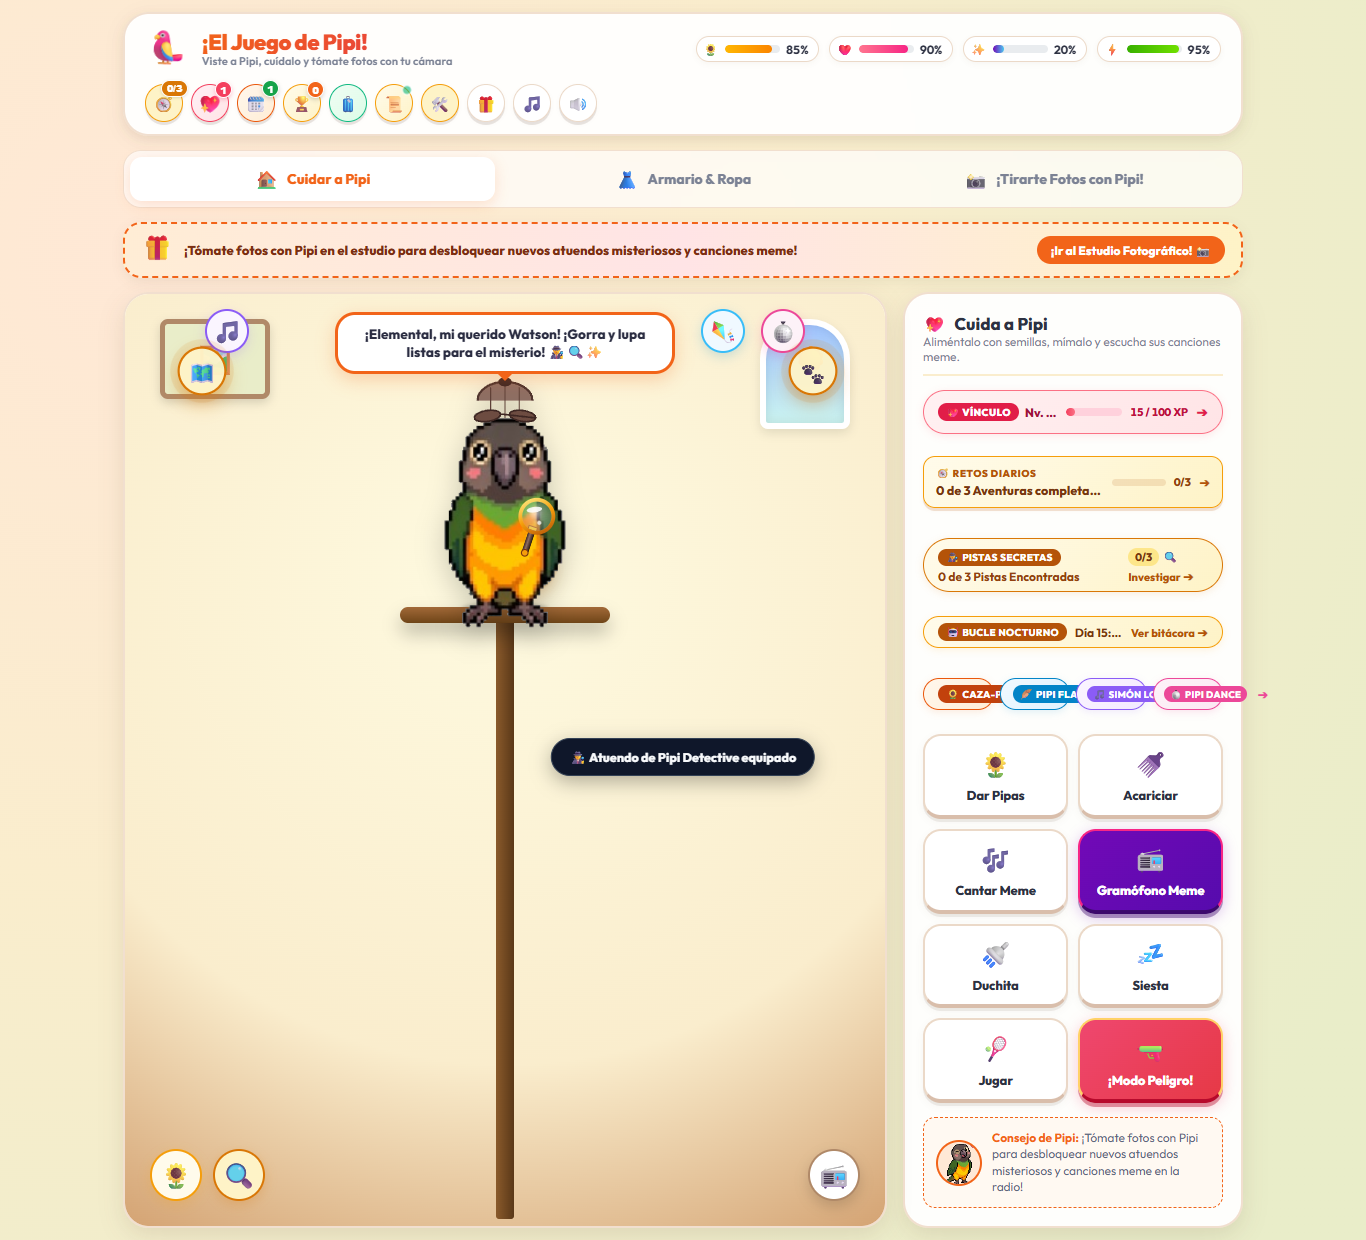 ¡El Juego de Pipi!
Viste a Pipi, cuídalo y tómate fotos con tu cámara
85%
90%
20%
95%
0/3
1
1
0
Cuidar a Pipi
Armario & Ropa
¡Tirarte Fotos con Pipi!
¡Tómate fotos con Pipi en el estudio para desbloquear nuevos atuendos misteriosos y canciones meme!
¡Ir al Estudio Fotográfico!
¡Elemental, mi querido Watson! ¡Gorra y lupa
listas para el misterio!
Atuendo de Pipi Detective equipado
Cuida a Pipi
Aliméntalo con semillas, mímalo y escucha sus canciones
meme.
VÍNCULO
Nv. ...
15 / 100 XP →
RETOS DIARIOS
0 de 3 Aventuras completa...
0/3 →
PISTAS SECRETAS
0/3
0 de 3 Pistas Encontradas
Investigar →
BUCLE NOCTURNO
Día 15:...
Ver bitácora →
CAZA-P
PIPI FLA
SIMÓN LO
PIPI DANCE →
Dar Pipas
Acariciar
Cantar Meme
Gramófono Meme
Duchita
Siesta
Jugar
¡Modo Peligro!
Consejo de Pipi: ¡Tómate fotos con Pipi
para desbloquear nuevos atuendos
misteriosos y canciones meme en la
radio!